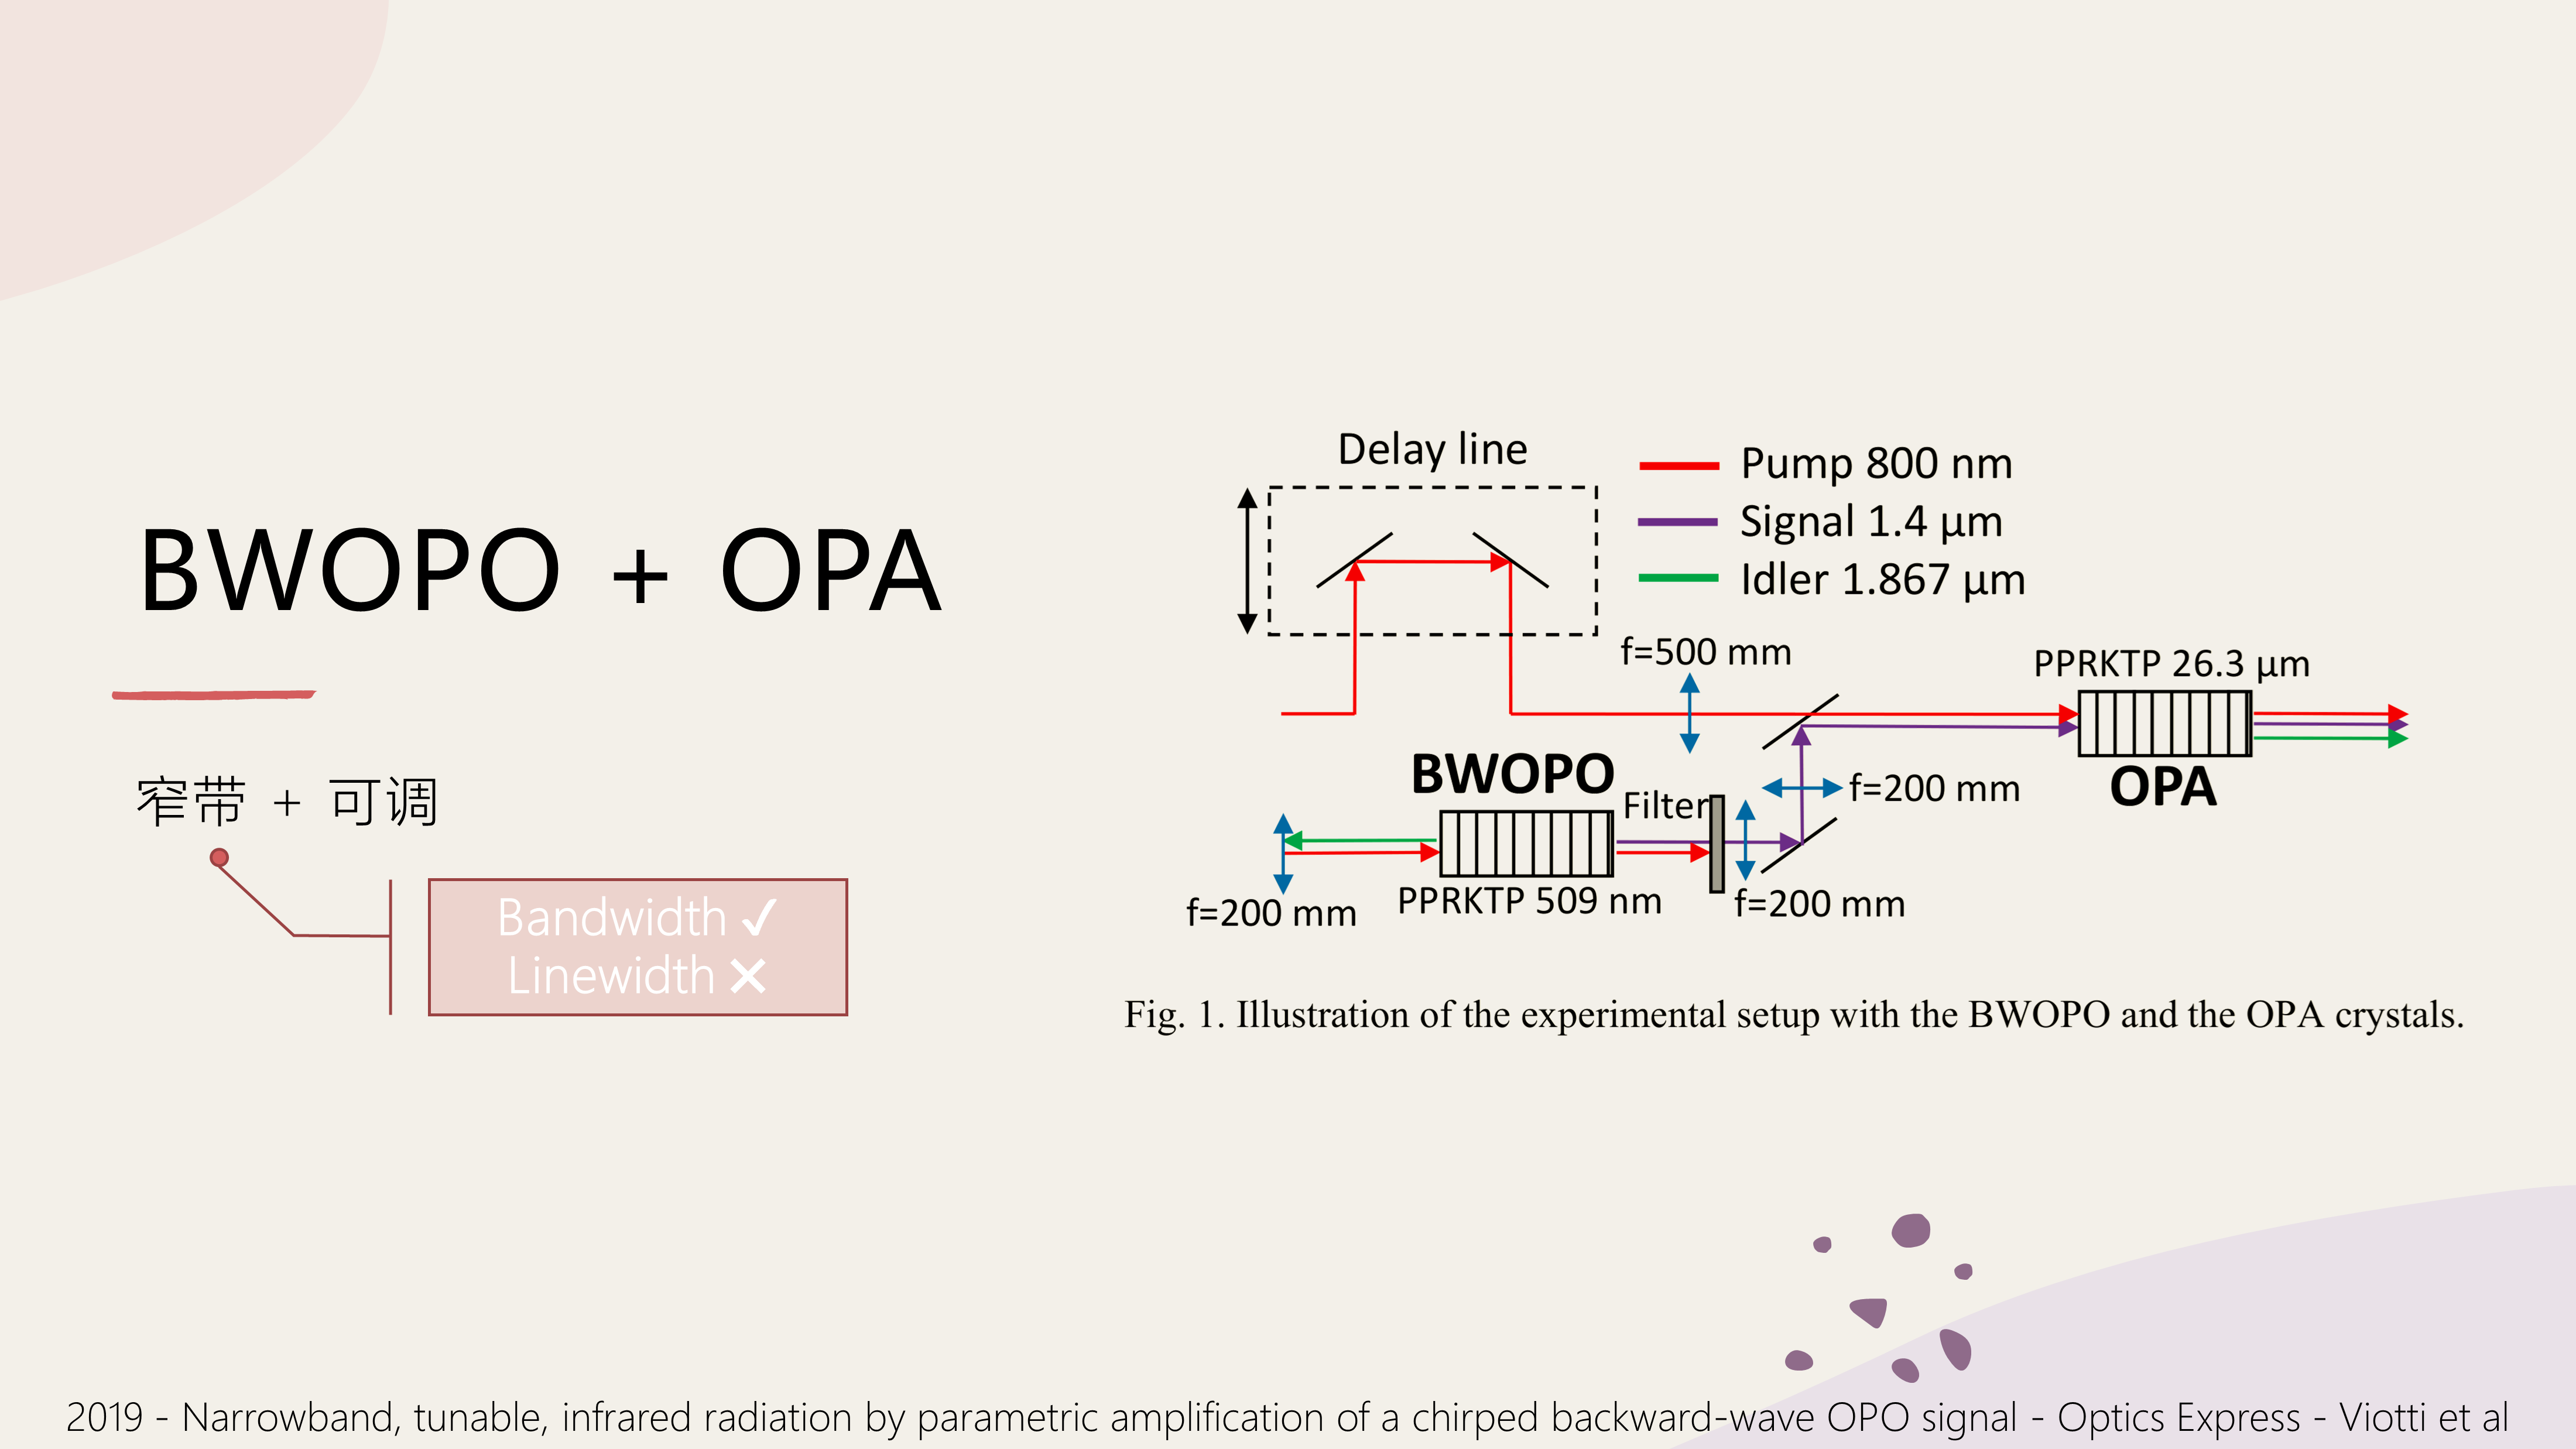 BWOPO + OPA
窄带 + 可调
Bandwidth ✓
Linewidth ✕
Delay line
Pump 800 nm
Signal 1.4 µm
Idler 1.867 µm
f=500 mm
PPRKTP 26.3 µm
OPA
BWOPO
Filter
f=200 mm
f=200 mm
PPRKTP 509 nm
f=200 mm
Fig. 1. Illustration of the experimental setup with the BWOPO and the OPA crystals.
2019 - Narrowband, tunable, infrared radiation by parametric amplification of a chirped backward-wave OPO signal - Optics Express - Viotti et al